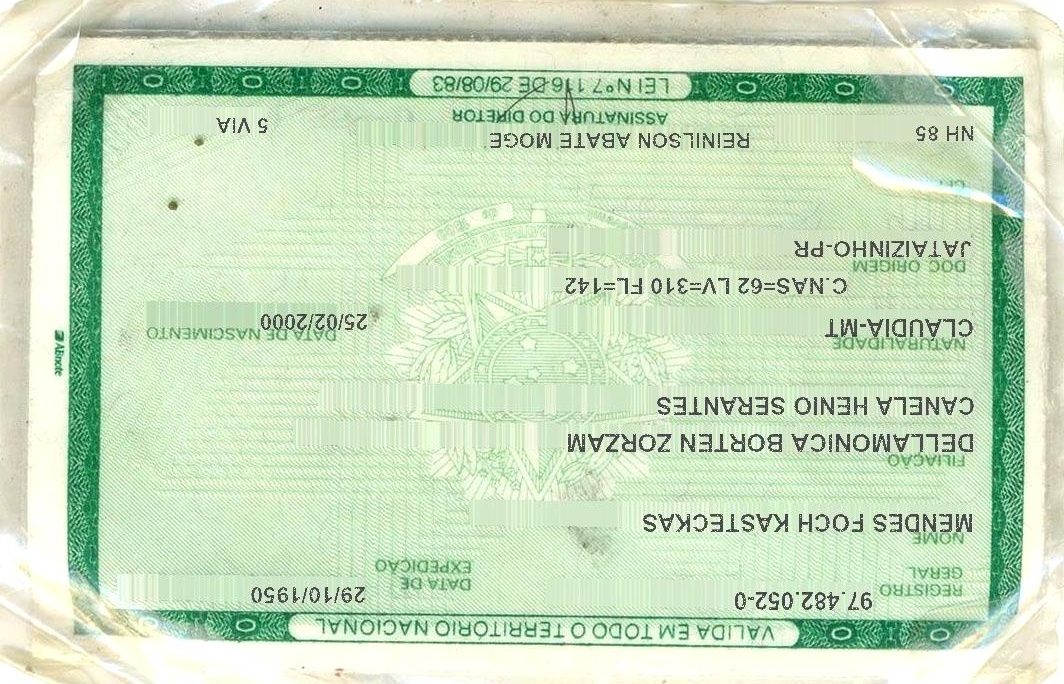 VALIDA EM TODO O TERRITÓRIO NACIONAL
REGISTRO GERAL 97.482.052-0 DATA DE EXPEDIÇÃO 29/10/1950
NOME
MENDES FOCH KASTECKAS
FILIAÇÃO
DELLAMONICA BORTEN ZORZAM
CANELA HENIO SERANTES
NATURALIDADE DATA DE NASCIMENTO
CLAUDIA-MT 25/02/2000
C.NAS=62 LV=310 FL=142
DOC ORIGEM
JATAIZINHO-PR
CPF
NH 85 REINILSON ABATE MOGE 5 VIA
ASSINATURA DO DIRETOR
LEI Nº 7.116 DE 29/08/83